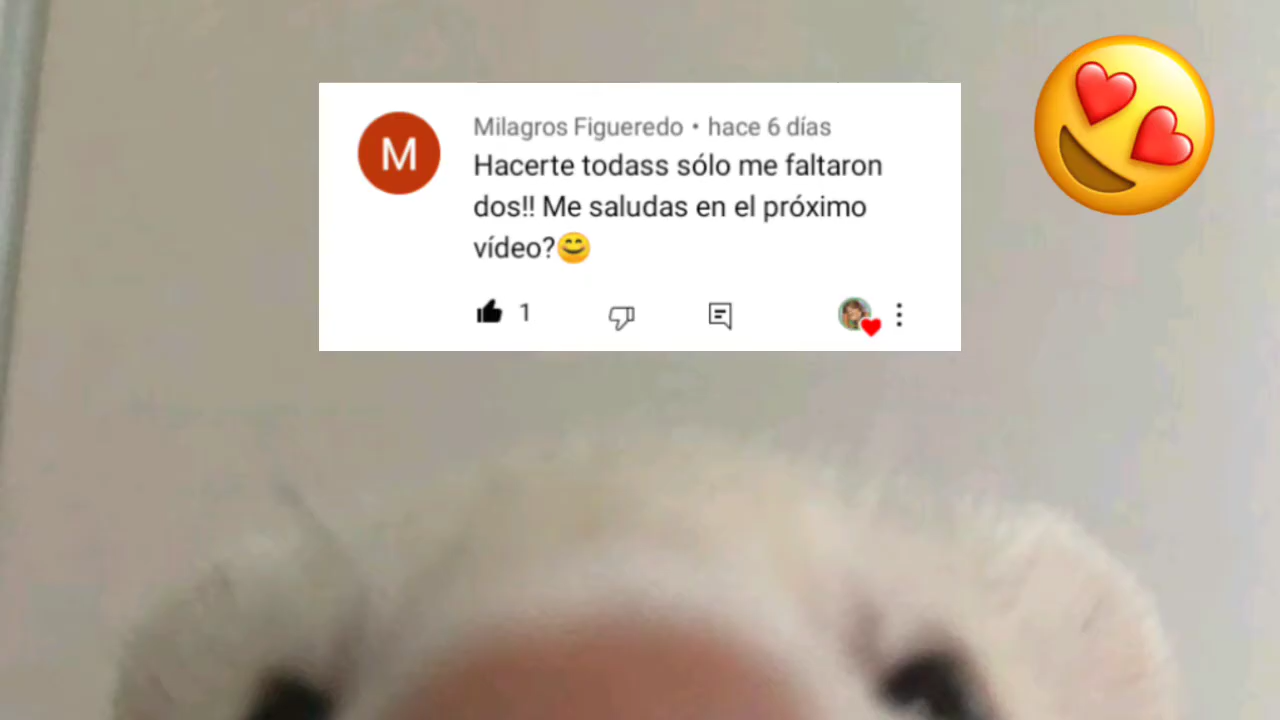 M
Milagros Figueredo • hace 6 días
Hacerte todass sólo me faltaron
dos!! Me saludas en el próximo
vídeo?😊
1